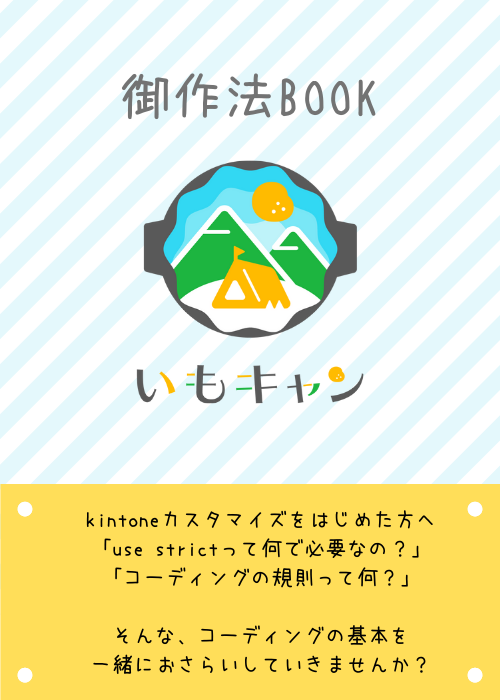 御作法BOOK
いもキャン
kintoneカスタマイズをはじめた方へ
「use strictって何で必要なの？」
「コーディングの規則って何？」
そんな、コーディングの基本を
一緒におさらいしていきませんか？